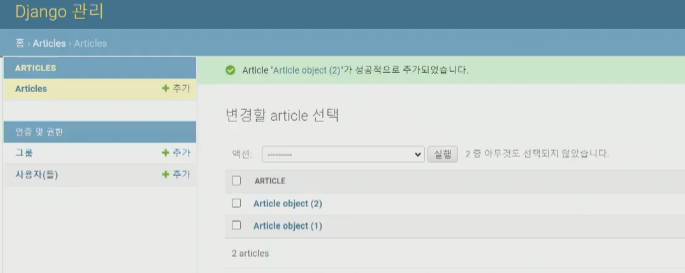 Django 관리
홈 › Articles › Articles
ARTICLES
Articles + 추가
인증 및 권한
그룹 + 추가
사용자(들) + 추가
Article "Article object (2)"가 성공적으로 추가되었습니다.
변경할 article 선택
액션: --------- 실행 2 중 아무것도 선택되지 않았습니다.
ARTICLE
Article object (2)
Article object (1)
2 articles